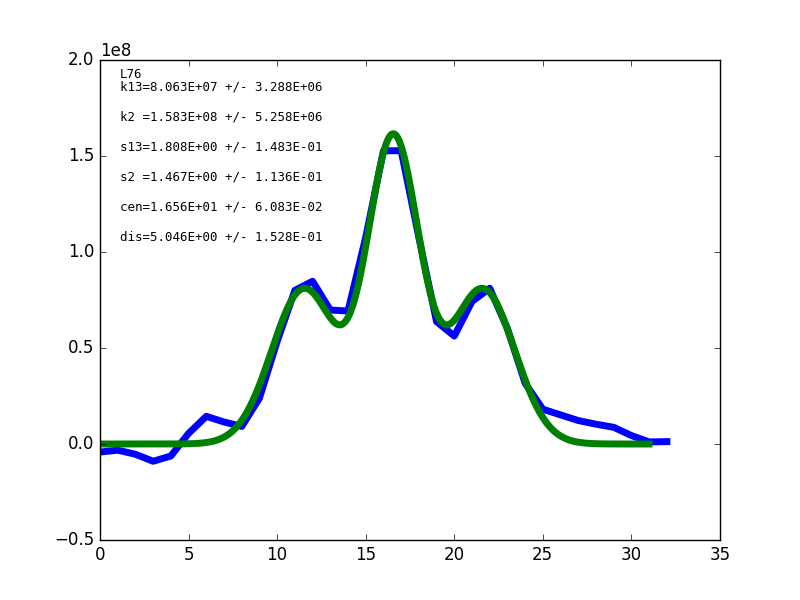 1e8
2.0
1.5
1.0
0.5
0.0
−0.5
L76
k13=8.063E+07 +/- 3.288E+06
k2 =1.583E+08 +/- 5.258E+06
s13=1.808E+00 +/- 1.483E-01
s2 =1.467E+00 +/- 1.136E-01
cen=1.656E+01 +/- 6.083E-02
dis=5.046E+00 +/- 1.528E-01
0 5 10 15 20 25 30 35